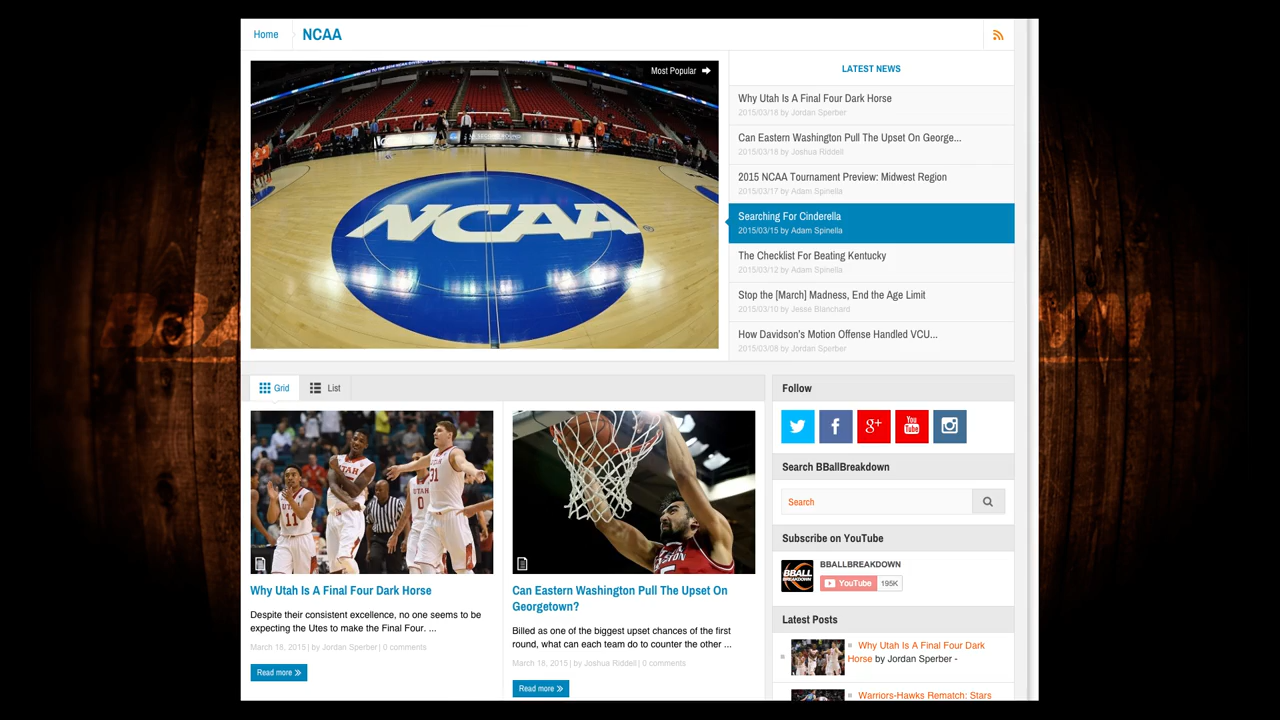 Home
NCAA
Most Popular
NCAA
LATEST NEWS
Why Utah Is A Final Four Dark Horse
2015/03/18 by Jordan Sperber
Can Eastern Washington Pull The Upset On George...
2015/03/18 by Joshua Riddell
2015 NCAA Tournament Preview: Midwest Region
2015/03/17 by Adam Spinella
Searching For Cinderella
2015/03/15 by Adam Spinella
The Checklist For Beating Kentucky
2015/03/12 by Adam Spinella
Stop the [March] Madness, End the Age Limit
2015/03/10 by Jesse Blanchard
How Davidson's Motion Offense Handled VCU...
2015/03/08 by Jordan Sperber
Grid
List
UTAH
11
UTAH
UTAH
0
31
Why Utah Is A Final Four Dark Horse
Despite their consistent excellence, no one seems to be
expecting the Utes to make the Final Four. ...
March 18, 2015 | by Jordan Sperber | 0 comments
Read more
Can Eastern Washington Pull The Upset On
Georgetown?
Billed as one of the biggest upset chances of the first
round, what can each team do to counter the other ...
March 18, 2015 | by Joshua Riddell | 0 comments
Read more
Follow
g+
You
Tube
Search BBallBreakdown
Search
Subscribe on YouTube
BBALL
BREAKDOWN
BBALLBREAKDOWN
YouTube
195K
Latest Posts
Why Utah Is A Final Four Dark
Horse by Jordan Sperber -
Warriors-Hawks Rematch: Stars